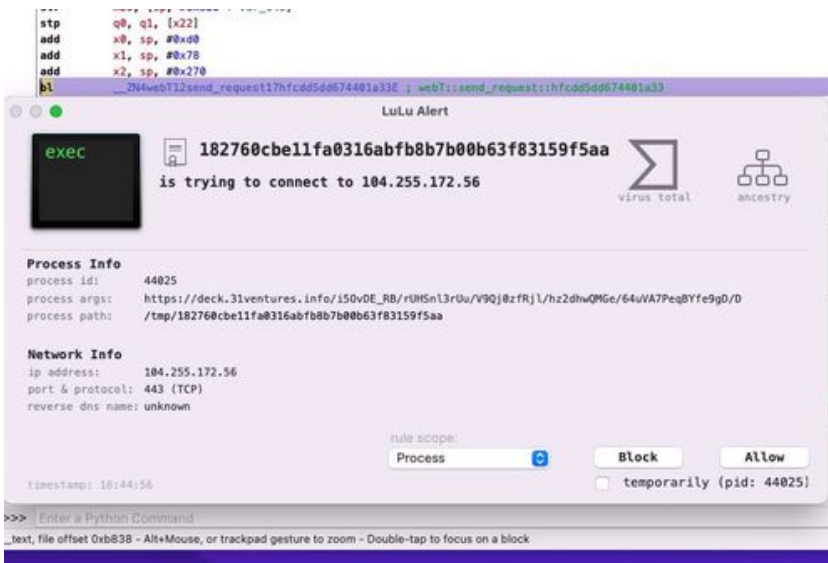 stp q0, q1, [x22]
add x0, sp, #0xd0
add x1, sp, #0x78
add x2, sp, #0x270
bl __ZN4webT12send_request17hfcdd5dd674481a33E ; webT::send_request::hfcdd5dd674481a33
LuLu Alert
exec
182760cbe11fa0316abfb8b7b00b63f83159f5aa
is trying to connect to 104.255.172.56
virus total
ancestry
Process Info
process id: 44025
process args: https://deck.31ventures.info/i5OvDE_RB/rUHSnl3rUu/V9Qj0zfRjl/hz2dhwQMGe/64uVA7PeqBYfe9gD/D
process path: /tmp/182760cbe11fa0316abfb8b7b00b63f83159f5aa
Network Info
ip address: 104.255.172.56
port & protocol: 443 (TCP)
reverse dns name: unknown
rule scope:
Process
Block
Allow
timestamp: 16:44:56
temporarily (pid: 44025)
>>> Enter a Python Command
_text, file offset 0xb838 - Alt+Mouse, or trackpad gesture to zoom - Double-tap to focus on a block